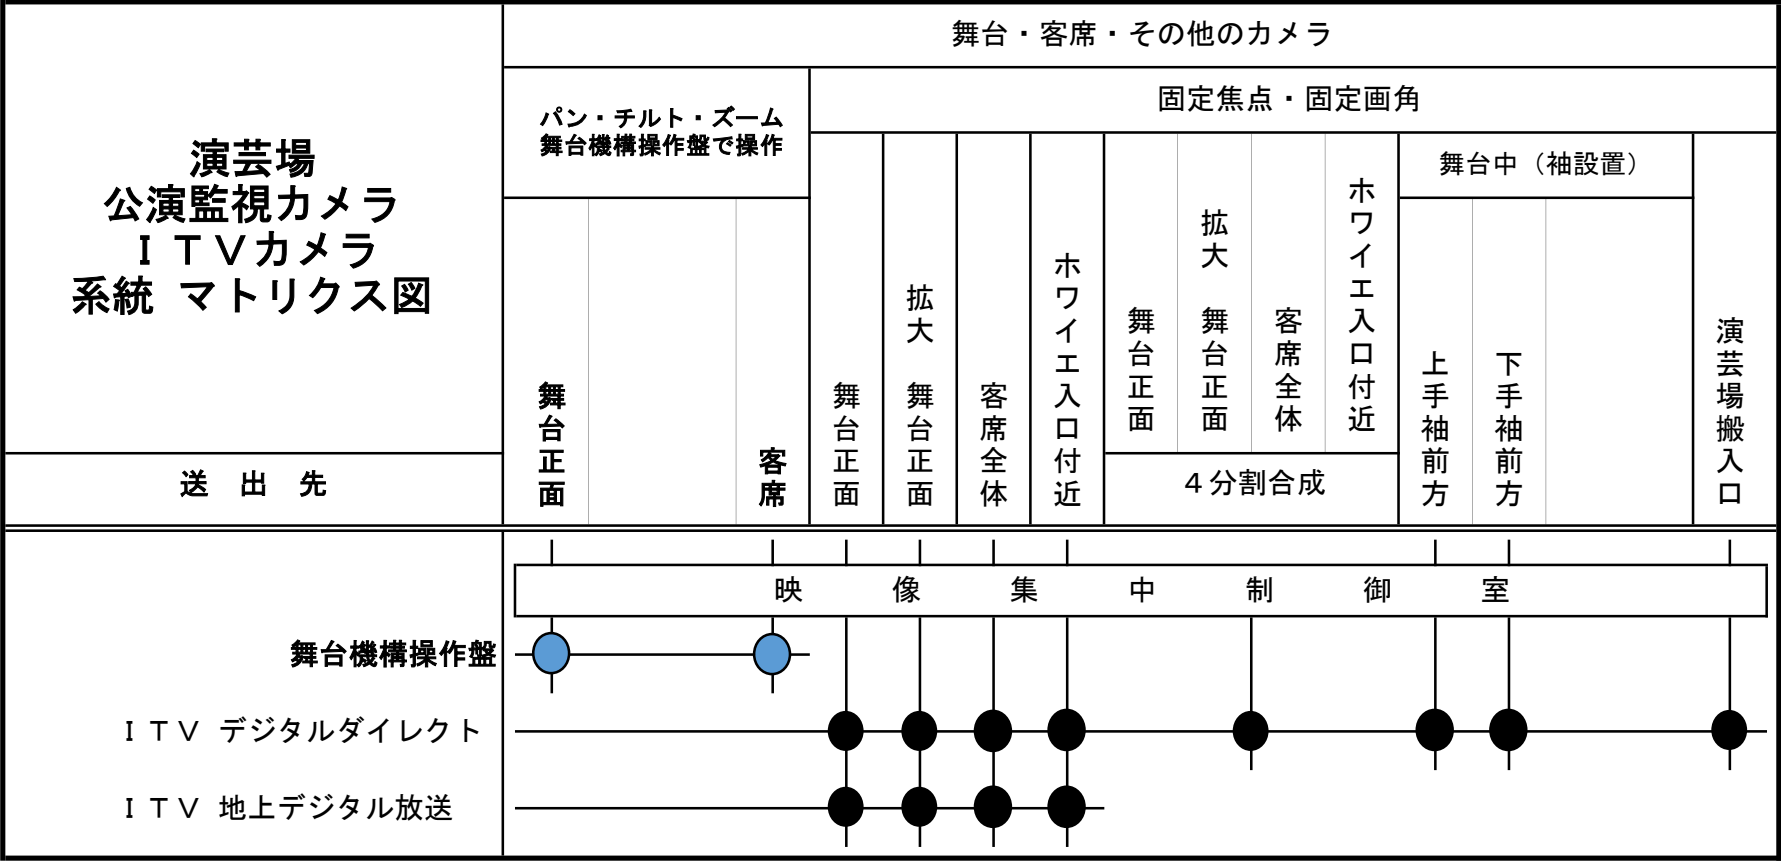 演芸場
公演監視カメラ
ＩＴＶカメラ
系統 マトリクス図
送 出 先
舞台・客席・その他のカメラ
パン・チルト・ズーム
舞台機構操作盤で操作
固定焦点・固定画角
舞台中（袖設置）
舞台正面
客席
舞台正面
拡大 舞台正面
客席全体
ホワイエ入口付近
舞台正面
拡大 舞台正面
客席全体
ホワイエ入口付近
４分割合成
上手袖前方
下手袖前方
演芸場搬入口
映像集中制御室
舞台機構操作盤
ＩＴＶ デジタルダイレクト
ＩＴＶ 地上デジタル放送